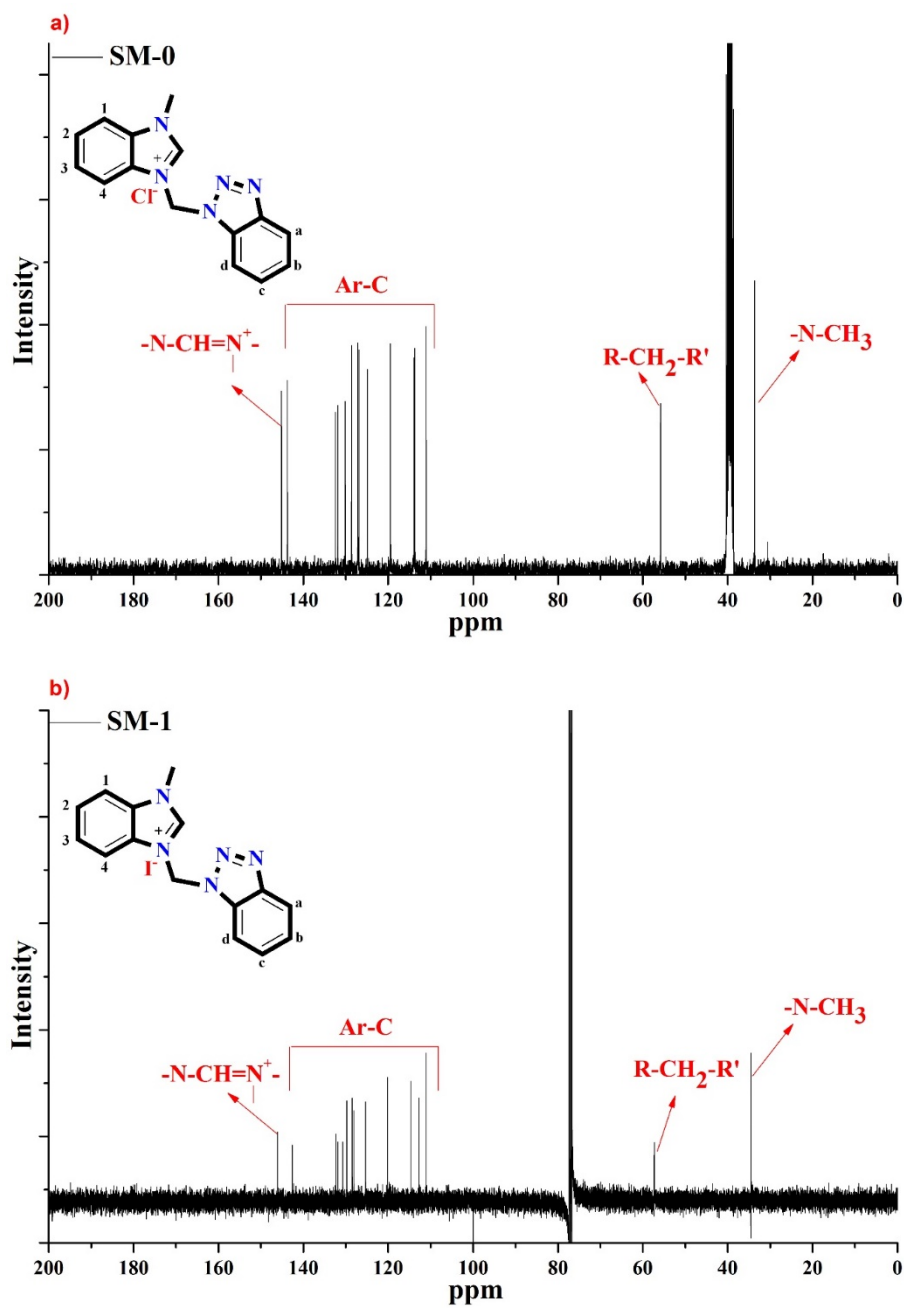 a)
SM-0
N
N
+
Cl-
N
N
N
1
2
3
4
a
b
c
d
Ar-C
-N-CH=N+-
R-CH2-R'
-N-CH3
Intensity
200 180 160 140 120 100 80 60 40 20 0
ppm
b)
SM-1
N
N
+
I-
N
N
N
1
2
3
4
a
b
c
d
Ar-C
-N-CH=N+-
R-CH2-R'
-N-CH3
Intensity
200 180 160 140 120 100 80 60 40 20 0
ppm